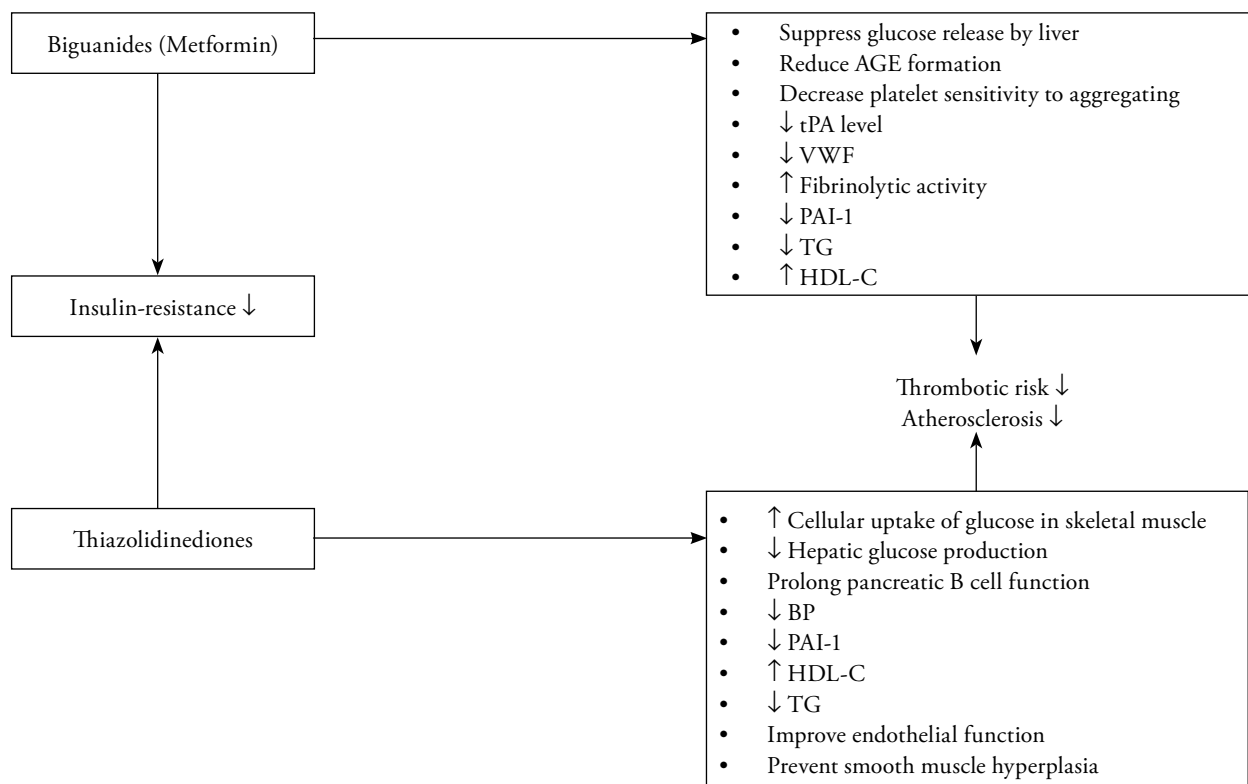 Biguanides (Metformin)
• Suppress glucose release by liver
• Reduce AGE formation
• Decrease platelet sensitivity to aggregating
• ↓ tPA level
• ↓ VWF
• ↑ Fibrinolytic activity
• ↓ PAI-1
• ↓ TG
• ↑ HDL-C
Insulin-resistance ↓
Thrombotic risk ↓
Atherosclerosis ↓
Thiazolidinediones
• ↑ Cellular uptake of glucose in skeletal muscle
• ↓ Hepatic glucose production
• Prolong pancreatic B cell function
• ↓ BP
• ↓ PAI-1
• ↑ HDL-C
• ↓ TG
• Improve endothelial function
• Prevent smooth muscle hyperplasia